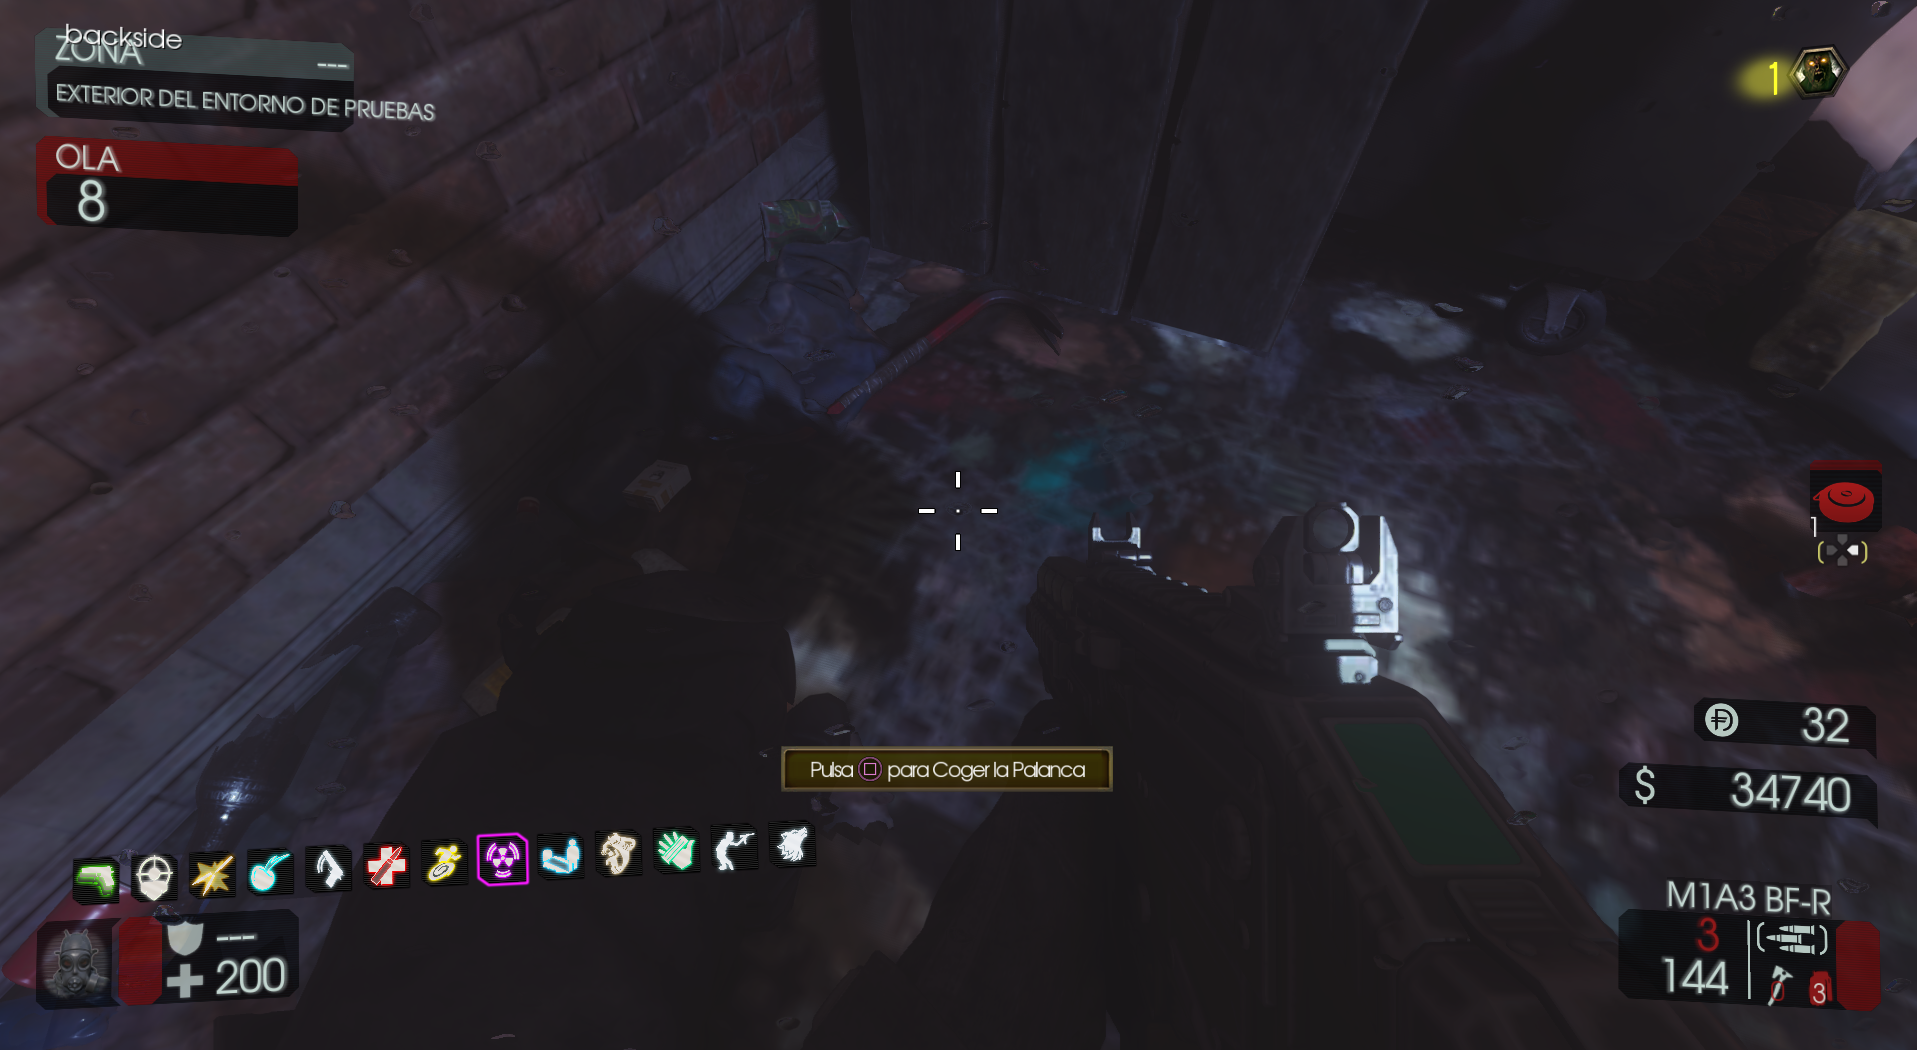 backside
ZONA
---
EXTERIOR DEL ENTORNO DE PRUEBAS
OLA
8
1
1
32
$ 34740
Pulsa para Coger la Palanca
M1A3 BF-R
3
144
3
---
200